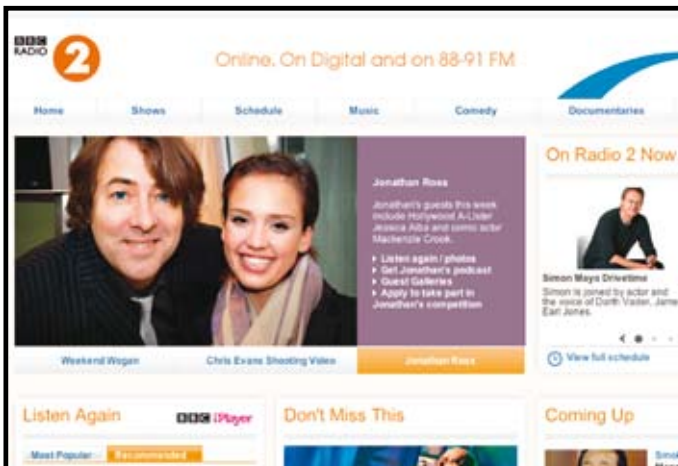 BBC
RADIO
2
Online. On Digital and on 88-91 FM
Home Shows Schedule Music Comedy Documentaries
Jonathan Ross
Jonathan's guests this week
include Hollywood A-Lister
Jessica Alba and comic actor
Mackenzie Crook.
Listen again / photos
Get Jonathan's podcast
Guest Galleries
Apply to take part in
Jonathan's competition
On Radio 2 Now
Simon Mayo Drivetime
Simon is joined by actor and
the voice of Darth Vader, Jame
Earl Jones.
View full schedule
Weekend Wogan Chris Evans Shooting Video Jonathan Ross
Listen Again BBC iPlayer
Most Popular Recommended
Don't Miss This
Coming Up